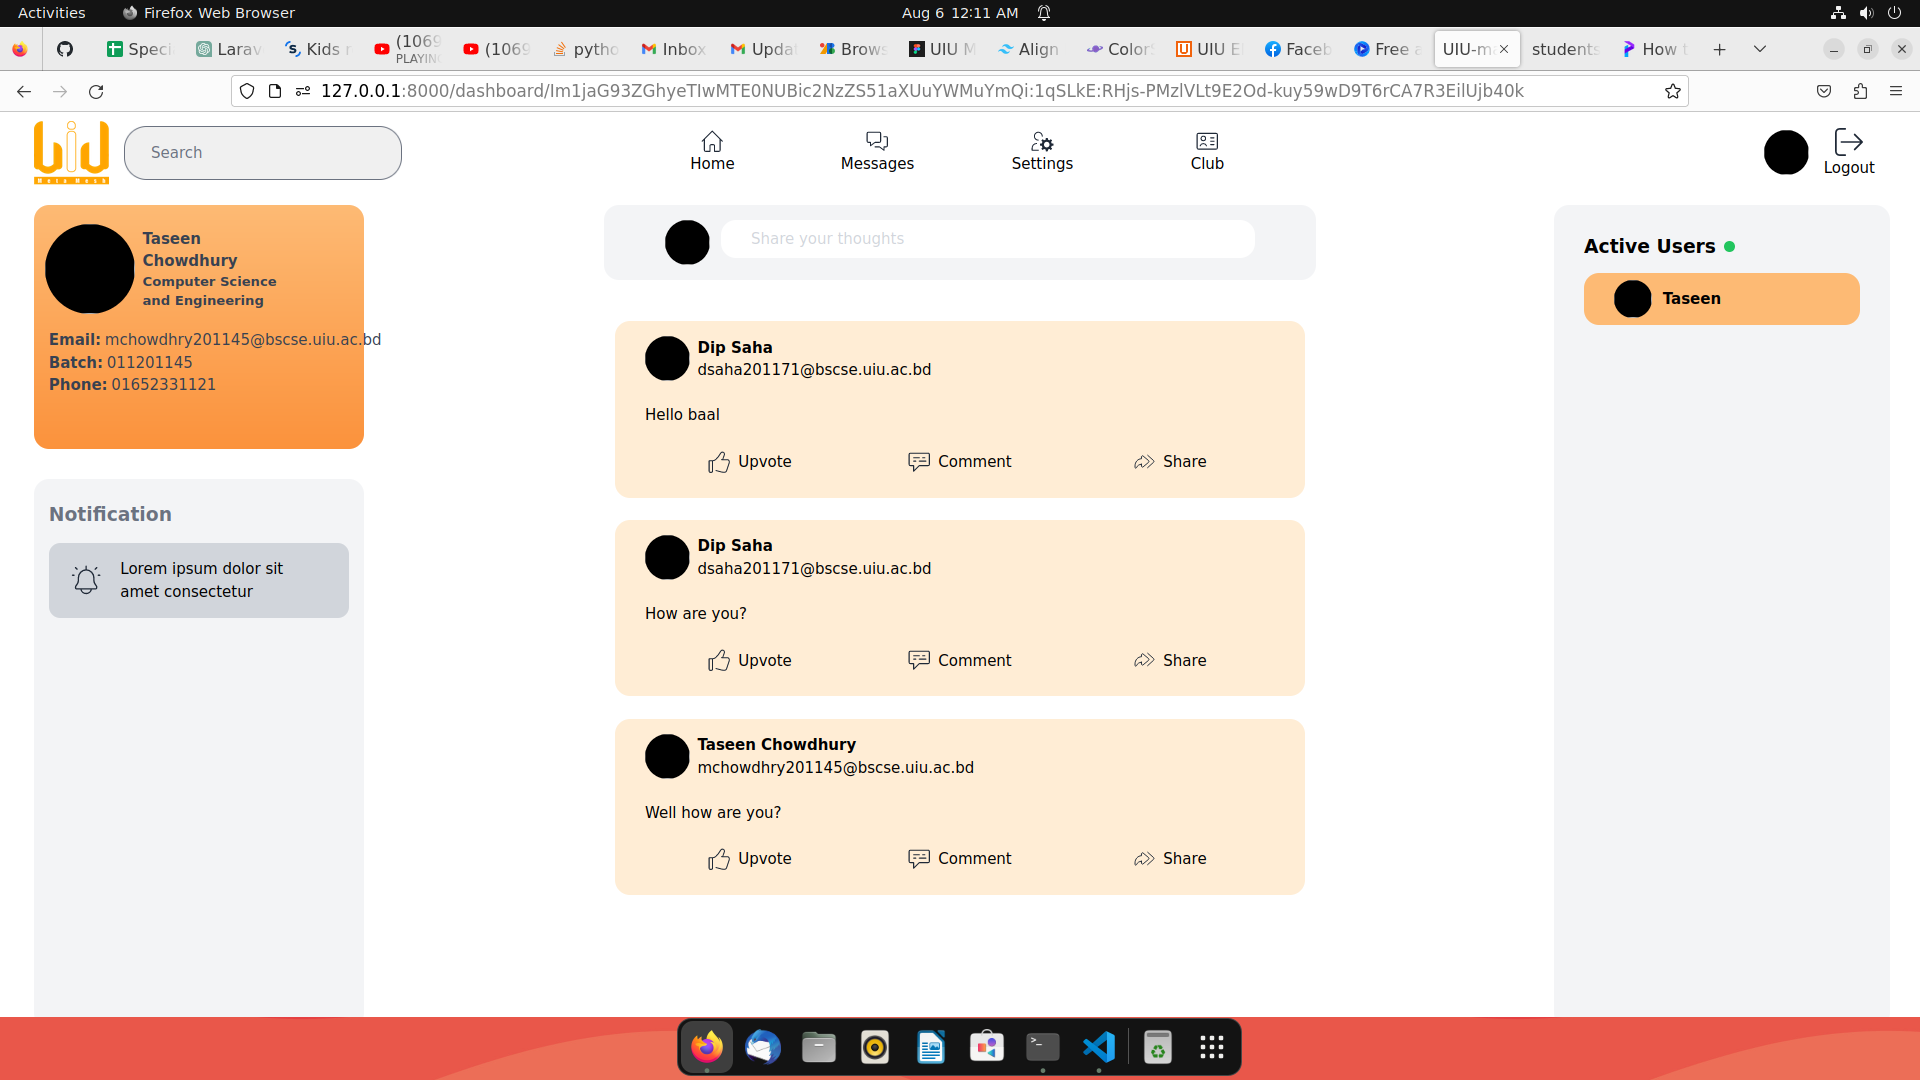 Activities Firefox Web Browser Aug 6 12:11 AM
Speci Larav Kids r (1069 PLAYING (1069 pytho Inbox Updat Brows UIU M Align ColorS UIU E Faceb Free a UIU-ma students How t
127.0.0.1:8000/dashboard/Im1jaG93ZGhyeTIwMTE0NUBic2NzZS51aXUuYWMuYmQi:1qSLkE:RHjs-PMzlVLt9E2Od-kuy59wD9T6rCA7R3EilUjb40k
UIU
Search
Home
Messages
Settings
Club
Logout
Taseen
Chowdhury
Computer Science
and Engineering
Email: mchowdhry201145@bscse.uiu.ac.bd
Batch: 011201145
Phone: 01652331121
Notification
Lorem ipsum dolor sit
amet consectetur
Share your thoughts
Dip Saha
dsaha201171@bscse.uiu.ac.bd
Hello baal
Upvote Comment Share
Dip Saha
dsaha201171@bscse.uiu.ac.bd
How are you?
Upvote Comment Share
Taseen Chowdhury
mchowdhry201145@bscse.uiu.ac.bd
Well how are you?
Upvote Comment Share
Active Users
Taseen